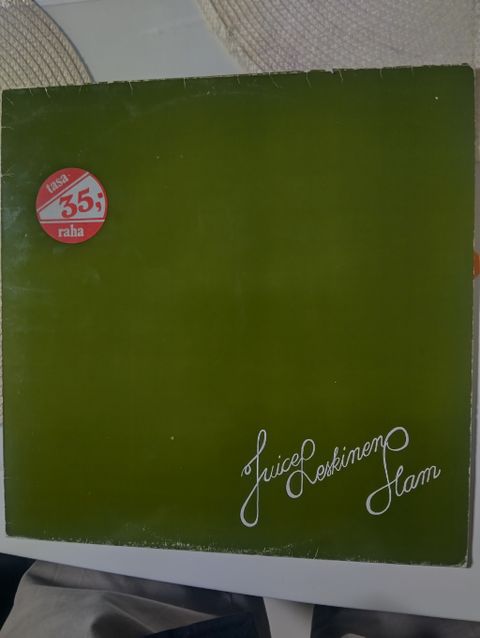 tasa-
35,-
raha
Juice Leskinen Slam